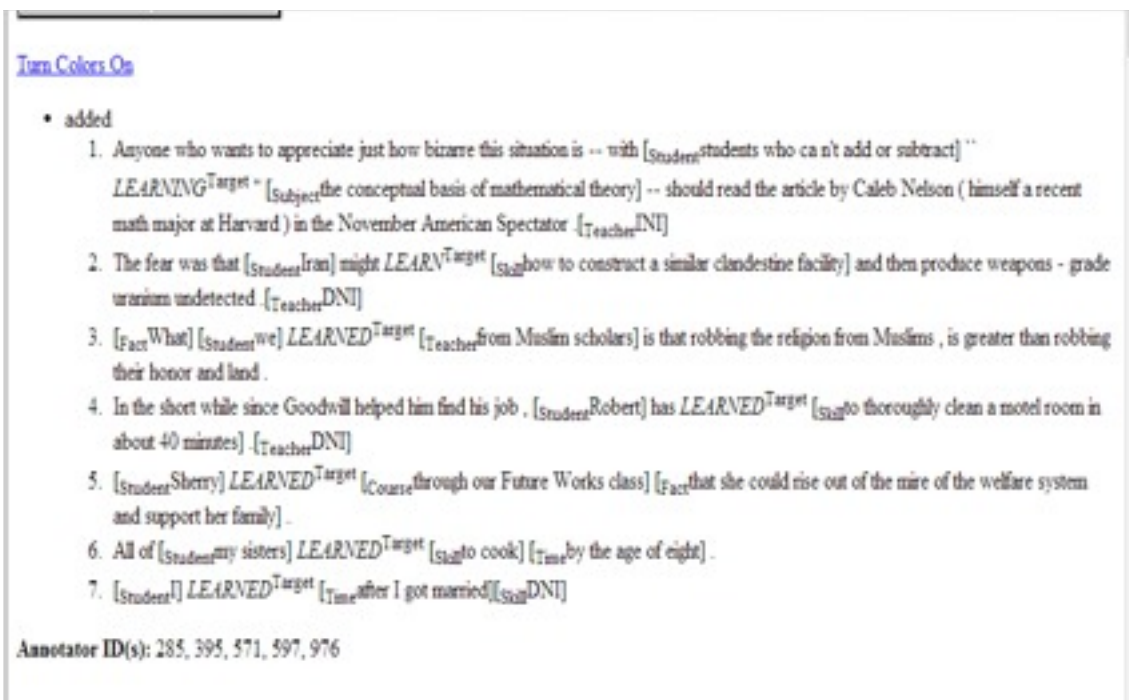 Turn Colors On
• added
1. Anyone who wants to appreciate just how bizarre this situation is -- with [Studentstudents who ca n't add or subtract] ``
LEARNINGTarget " [Subjectthe conceptual basis of mathematical theory] -- should read the article by Caleb Nelson ( himself a recent
math major at Harvard ) in the November American Spectator .[TeacherINI]
2. The fear was that [StudentIran] might LEARNTarget [Skillhow to construct a similar clandestine facility] and then produce weapons - grade
uranium undetected .[TeacherDNI]
3. [FactWhat] [Studentwe] LEARNEDTarget [Teacherfrom Muslim scholars] is that robbing the religion from Muslims , is greater than robbing
their honor and land .
4. In the short while since Goodwill helped him find his job , [StudentRobert] has LEARNEDTarget [Skillto thoroughly clean a motel room in
about 40 minutes] .[TeacherDNI]
5. [StudentSherry] LEARNEDTarget [Coursethrough our Future Works class] [Factthat she could rise out of the mire of the welfare system
and support her family] .
6. All of [Studentmy sisters] LEARNEDTarget [Skillto cook] [Timeby the age of eight] .
7. [StudentI] LEARNEDTarget [Timeafter I got married][SkillDNI]
Annotator ID(s): 285, 395, 571, 597, 976